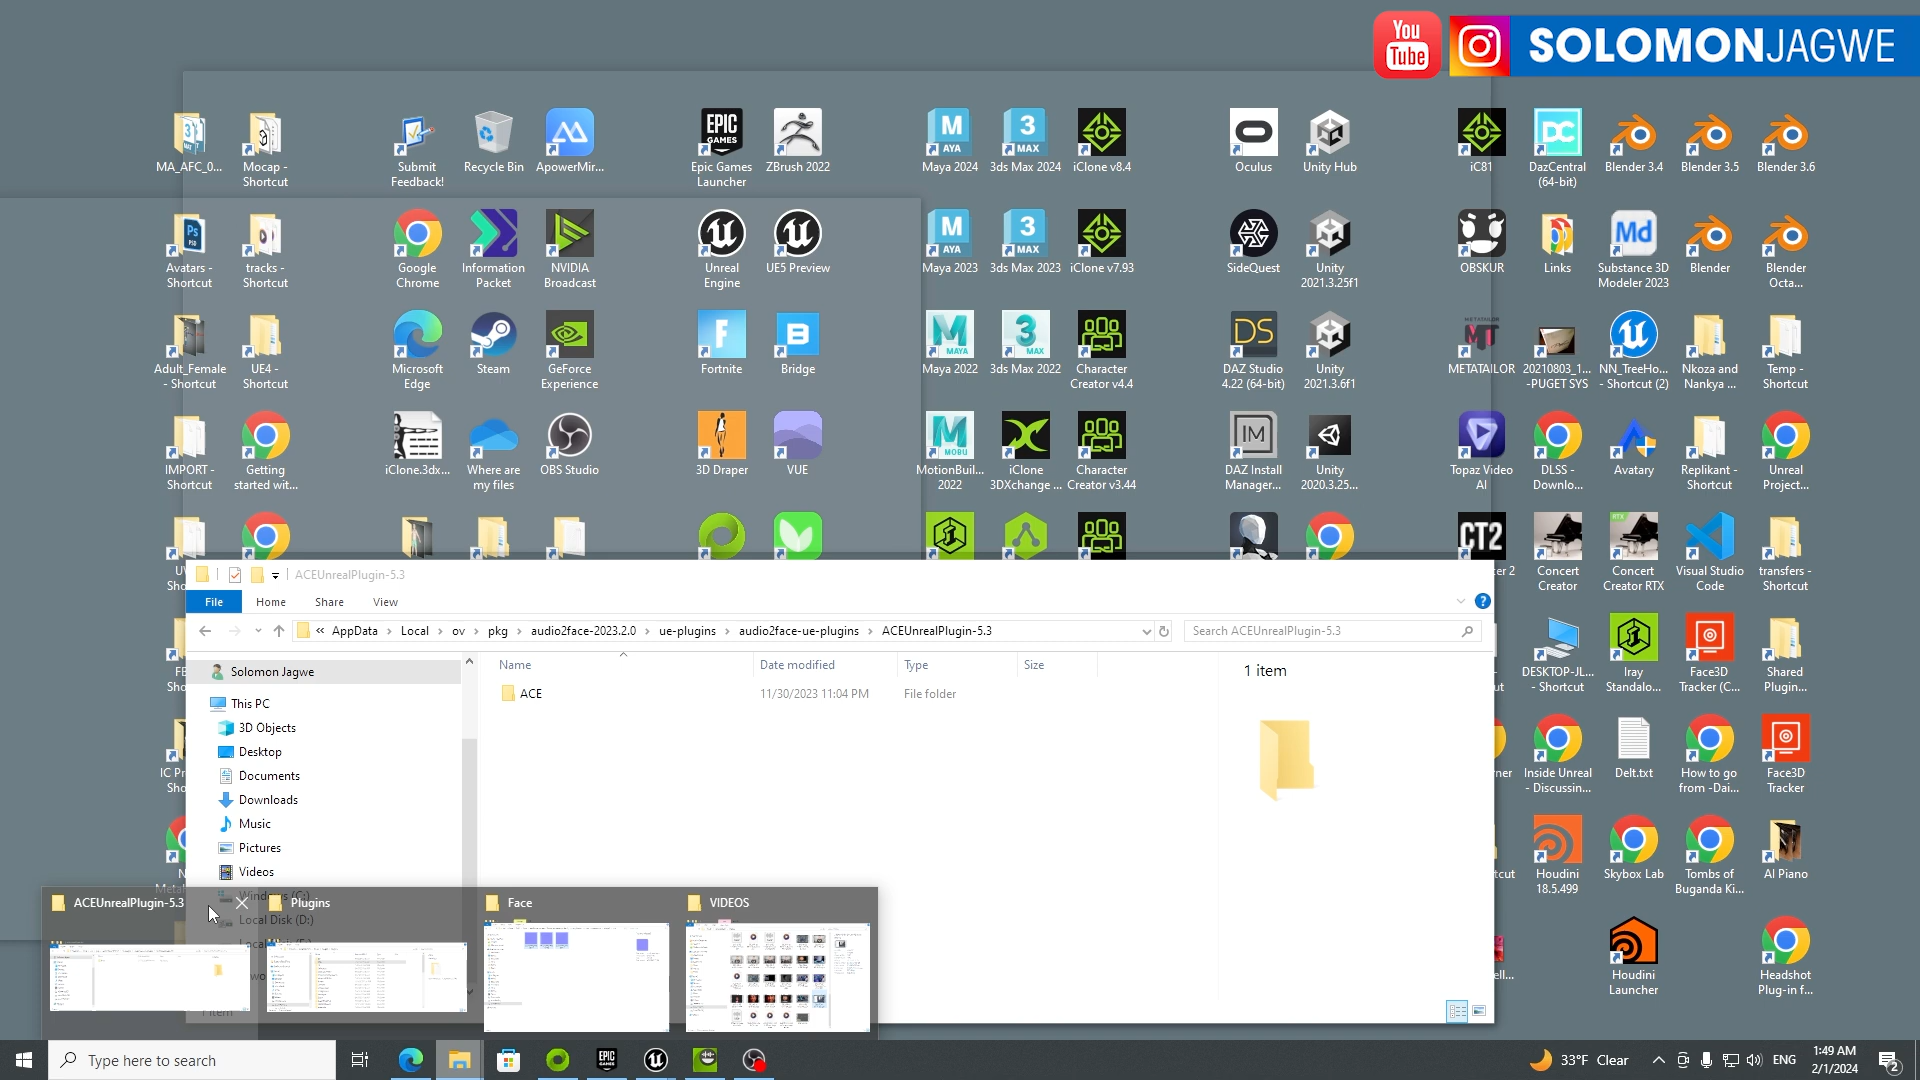 You
Tube
SOLOMONJAGWE
MA_AFC_0...
Mocap -
Shortcut
Submit
Feedback!
Recycle Bin
ApowerMir...
Epic Games
Launcher
ZBrush 2022
Maya 2024
3ds Max 2024
iClone v8.4
Oculus
Unity Hub
iC81
DazCentral
(64-bit)
Blender 3.4
Blender 3.5
Blender 3.6
Avatars -
Shortcut
tracks -
Shortcut
Google
Chrome
Information
Packet
NVIDIA
Broadcast
Unreal
Engine
UE5 Preview
Maya 2023
3ds Max 2023
iClone v7.93
SideQuest
Unity
2021.3.25f1
OBSKUR
Links
Substance 3D
Modeler 2023
Blender
Blender
Octa...
Adult_Female
- Shortcut
UE4 -
Shortcut
Microsoft
Edge
Steam
GeForce
Experience
Fortnite
Bridge
Maya 2022
3ds Max 2022
Character
Creator v4.4
DAZ Studio
4.22 (64-bit)
Unity
2021.3.6f1
METATAILOR
20210803_1...
-PUGET SYS
NN_TreeHo...
- Shortcut (2)
Nkoza and
Nankya ...
Temp -
Shortcut
IMPORT -
Shortcut
Getting
started wit...
iClone.3dx...
Where are
my files
OBS Studio
3D Draper
VUE
MotionBuil...
2022
iClone
3DXchange ...
Character
Creator v3.44
DAZ Install
Manager...
Unity
2020.3.25...
Topaz Video
AI
DLSS -
Downlo...
Avatary
Replikant -
Shortcut
Unreal
Project...
Concert
Creator
Concert
Creator RTX
Visual Studio
Code
transfers -
Shortcut
ACEUnrealPlugin-5.3
File
Home
Share
View
AppData
Local
ov
pkg
audio2face-2023.2.0
ue-plugins
audio2face-ue-plugins
ACEUnrealPlugin-5.3
Search ACEUnrealPlugin-5.3
Name
Date modified
Type
Size
ACE
11/30/2023 11:04 PM
File folder
1 item
Solomon Jagwe
This PC
3D Objects
Desktop
Documents
Downloads
Music
Pictures
Videos
Windows (C:)
Local Disk (D:)
DESKTOP-JL...
- Shortcut
Iray
Standalo...
Face3D
Tracker (C...
Shared
Plugin...
Inside Unreal
- Discussin...
Delt.txt
How to go
from -Dai...
Face3D
Tracker
Houdini
18.5.499
Skybox Lab
Tombs of
Buganda Ki...
AI Piano
Houdini
Launcher
Headshot
Plug-in f...
ACEUnrealPlugin-5.3
Plugins
Face
VIDEOS
1 item
Type here to search
33°F Clear
ENG
1:49 AM
2/1/2024
2